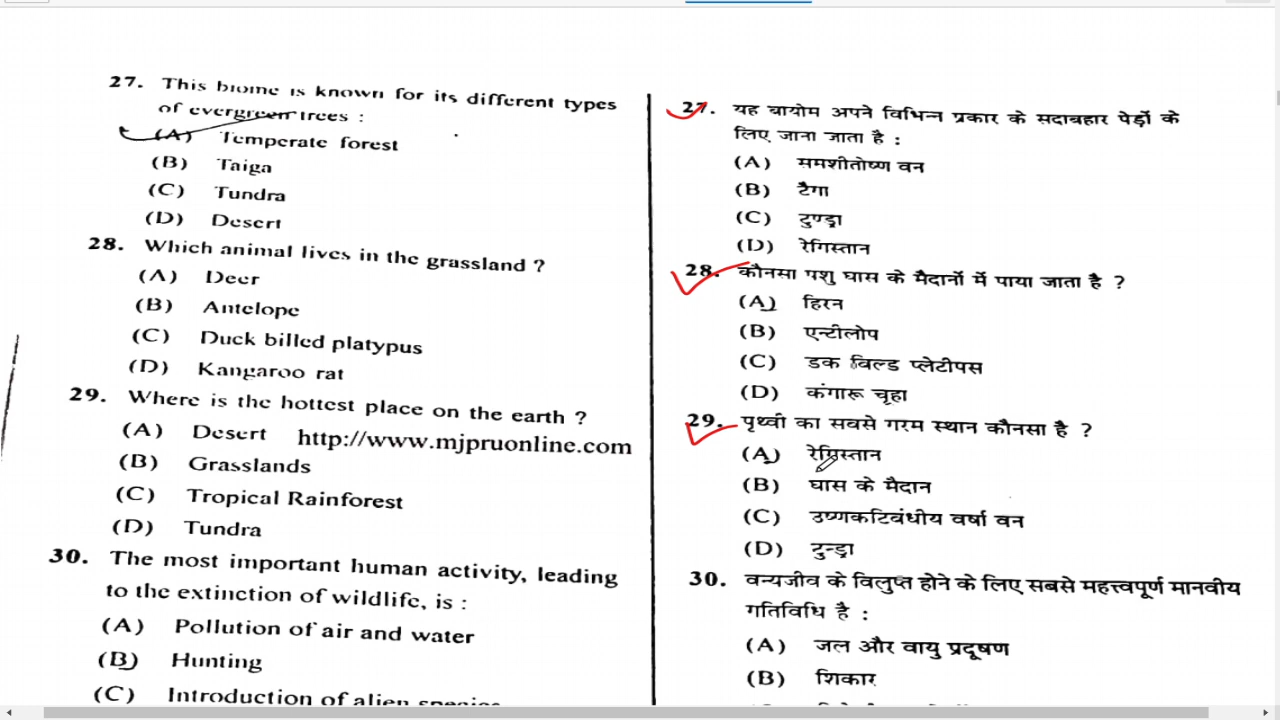 27. This biome is known for its different types
of evergreen trees :
(A) Temperate forest
(B) Taiga
(C) Tundra
(D) Desert
28. Which animal lives in the grassland ?
(A) Deer
(B) Antelope
(C) Duck billed platypus
(D) Kangaroo rat
29. Where is the hottest place on the earth ?
(A) Desert http://www.mjpruonline.com
(B) Grasslands
(C) Tropical Rainforest
(D) Tundra
30. The most important human activity, leading
to the extinction of wildlife, is :
(A) Pollution of air and water
(B) Hunting
(C) Introduction of alien species
27. यह बायोम अपने विभिन्न प्रकार के सदाबहार पेड़ों के
लिए जाना जाता है :
(A) समशीतोष्ण वन
(B) टैगा
(C) टुण्ड्रा
(D) रेगिस्तान
28. कौनसा पशु घास के मैदानों में पाया जाता है ?
(A) हिरन
(B) एन्टीलोप
(C) डक बिल्ड प्लेटीपस
(D) कंगारू चूहा
29. पृथ्वी का सबसे गरम स्थान कौनसा है ?
(A) रेगिस्तान
(B) घास के मैदान
(C) उष्णकटिबंधीय वर्षा वन
(D) टुन्ड्रा
30. वन्यजीव के विलुप्त होने के लिए सबसे महत्त्वपूर्ण मानवीय
गतिविधि है :
(A) जल और वायु प्रदूषण
(B) शिकार